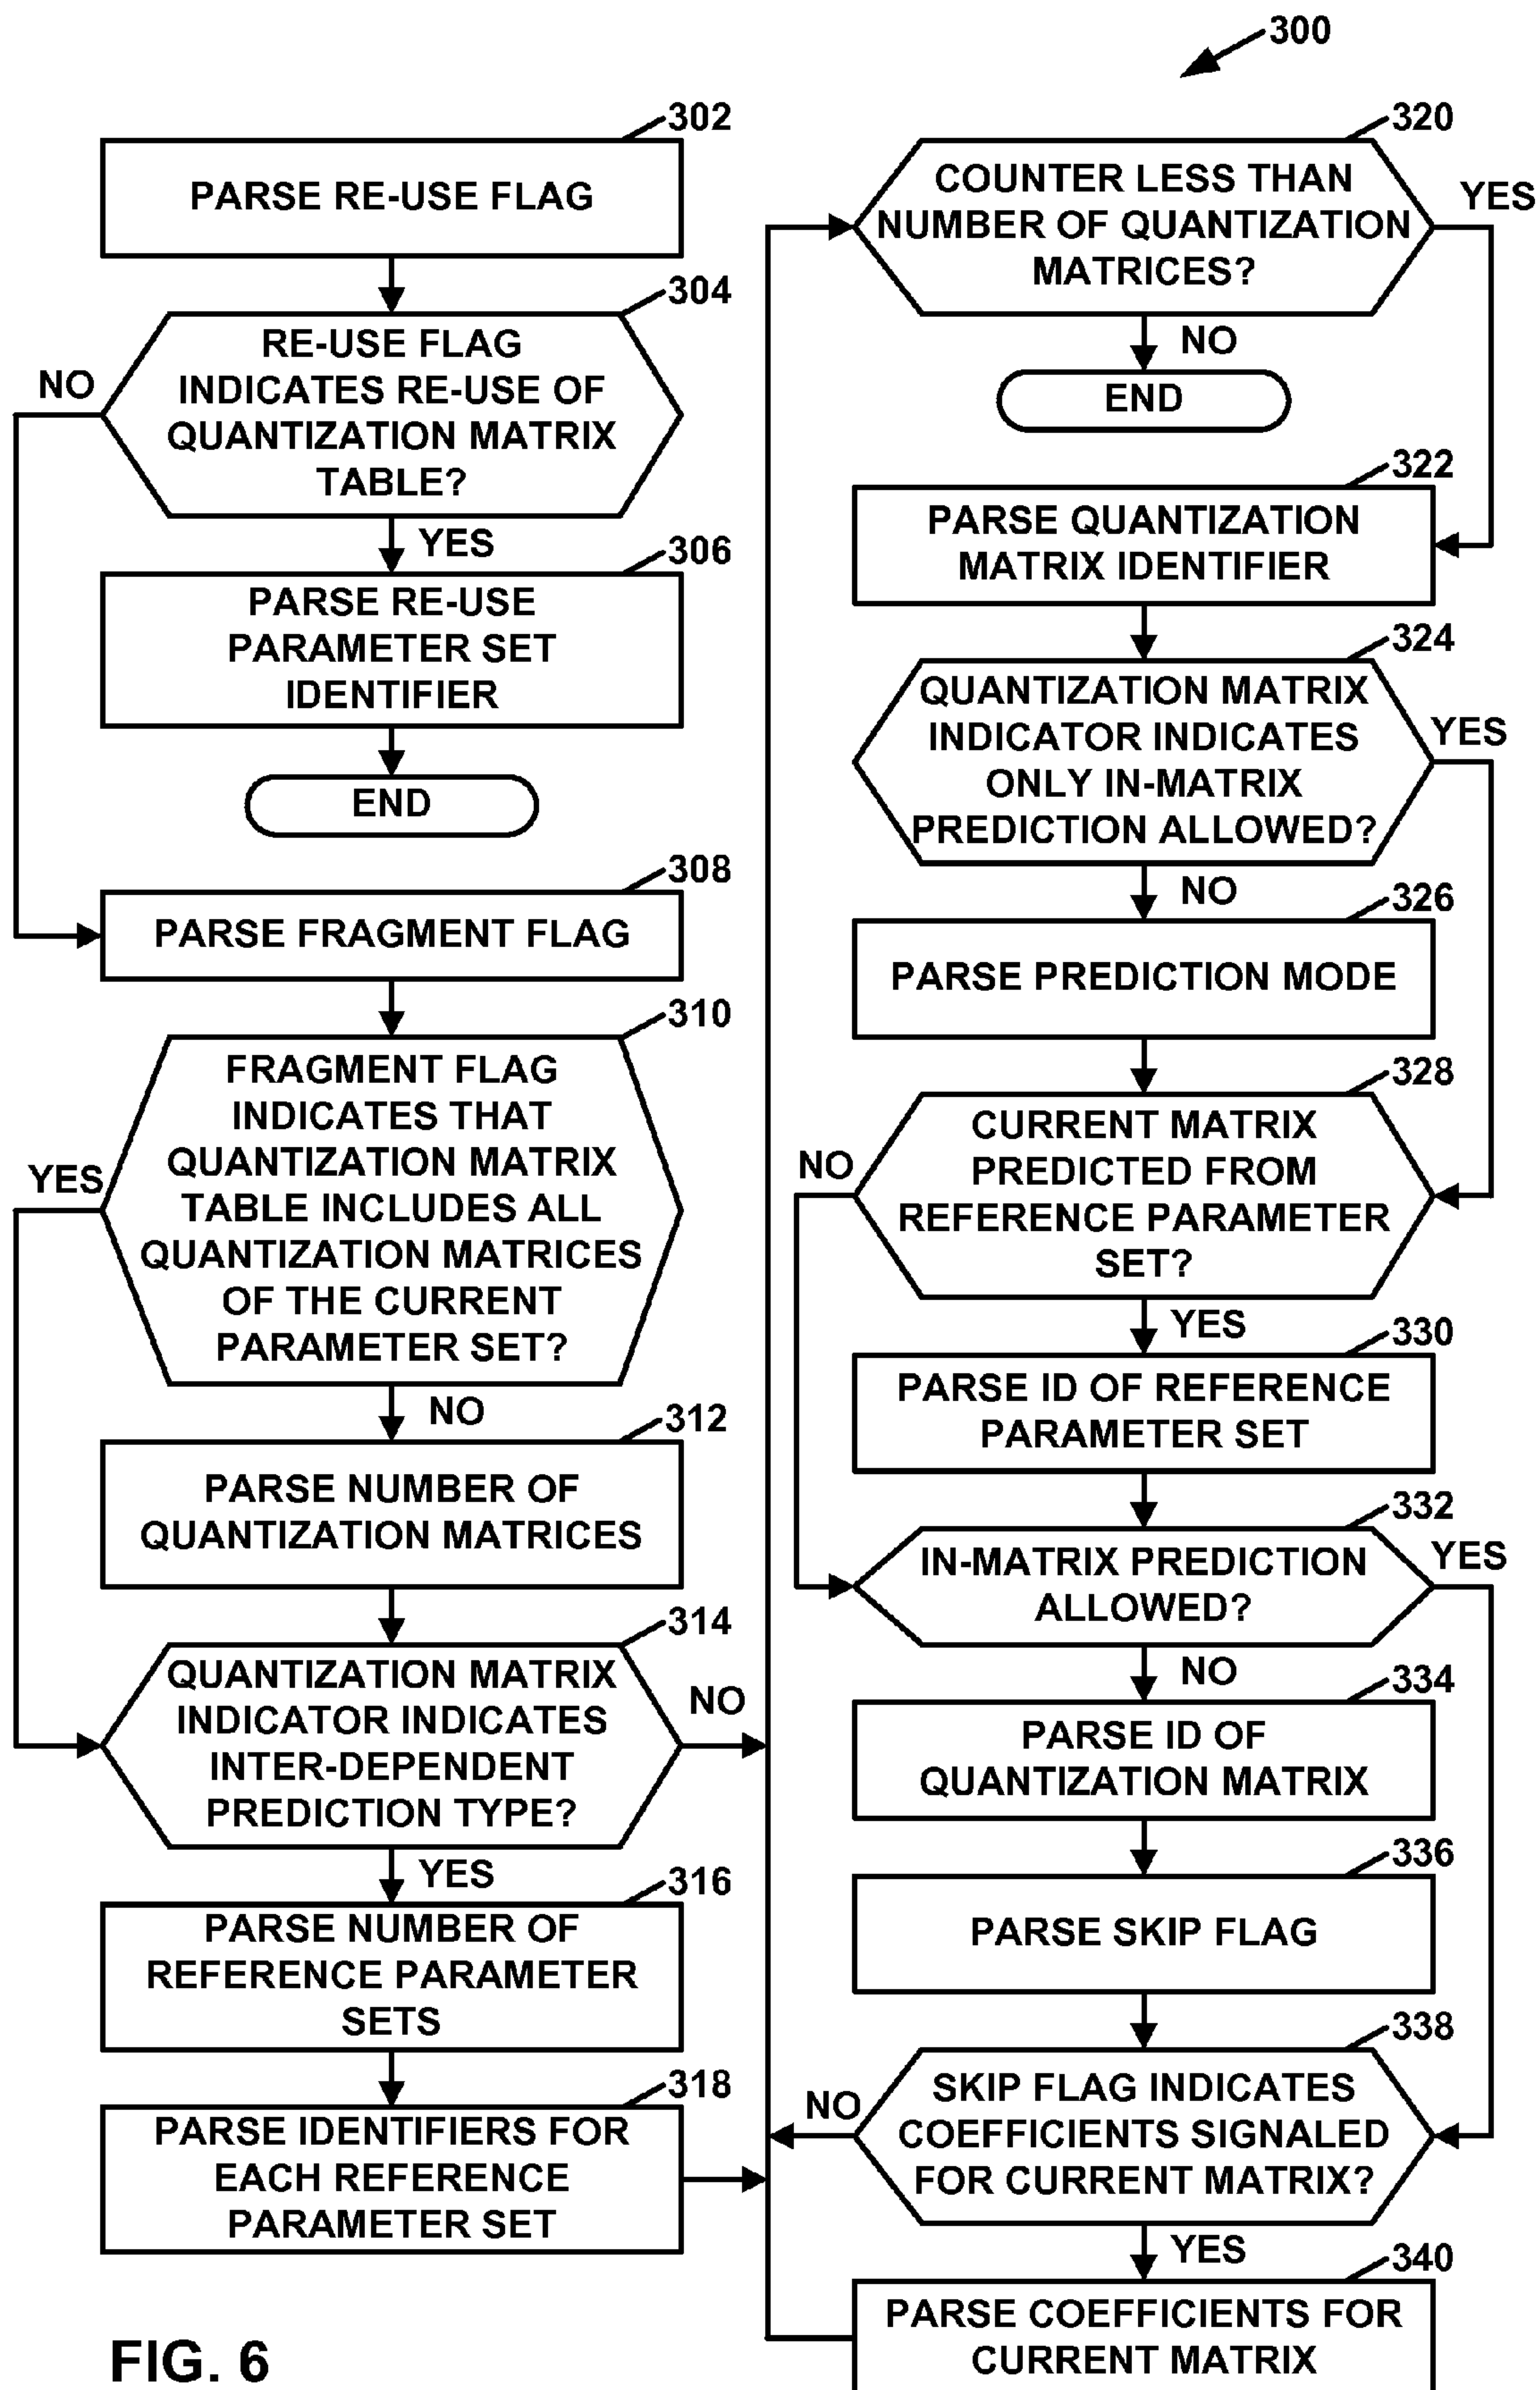 300
302
PARSE RE-USE FLAG
304
RE-USE FLAG
INDICATES RE-USE OF
QUANTIZATION MATRIX
TABLE?
NO
YES
306
PARSE RE-USE
PARAMETER SET
IDENTIFIER
END
308
PARSE FRAGMENT FLAG
310
FRAGMENT FLAG
INDICATES THAT
QUANTIZATION MATRIX
TABLE INCLUDES ALL
QUANTIZATION MATRICES
OF THE CURRENT
PARAMETER SET?
YES
NO
312
PARSE NUMBER OF
QUANTIZATION MATRICES
314
QUANTIZATION MATRIX
INDICATOR INDICATES
INTER-DEPENDENT
PREDICTION TYPE?
NO
YES
316
PARSE NUMBER OF
REFERENCE PARAMETER
SETS
318
PARSE IDENTIFIERS FOR
EACH REFERENCE
PARAMETER SET
320
COUNTER LESS THAN
NUMBER OF QUANTIZATION
MATRICES?
YES
NO
END
322
PARSE QUANTIZATION
MATRIX IDENTIFIER
324
QUANTIZATION MATRIX
INDICATOR INDICATES
ONLY IN-MATRIX
PREDICTION ALLOWED?
YES
NO
326
PARSE PREDICTION MODE
328
CURRENT MATRIX
PREDICTED FROM
REFERENCE PARAMETER
SET?
NO
YES
330
PARSE ID OF REFERENCE
PARAMETER SET
332
IN-MATRIX PREDICTION
ALLOWED?
YES
NO
334
PARSE ID OF
QUANTIZATION MATRIX
336
PARSE SKIP FLAG
338
SKIP FLAG INDICATES
COEFFICIENTS SIGNALED
FOR CURRENT MATRIX?
NO
YES
340
PARSE COEFFICIENTS FOR
CURRENT MATRIX
FIG. 6